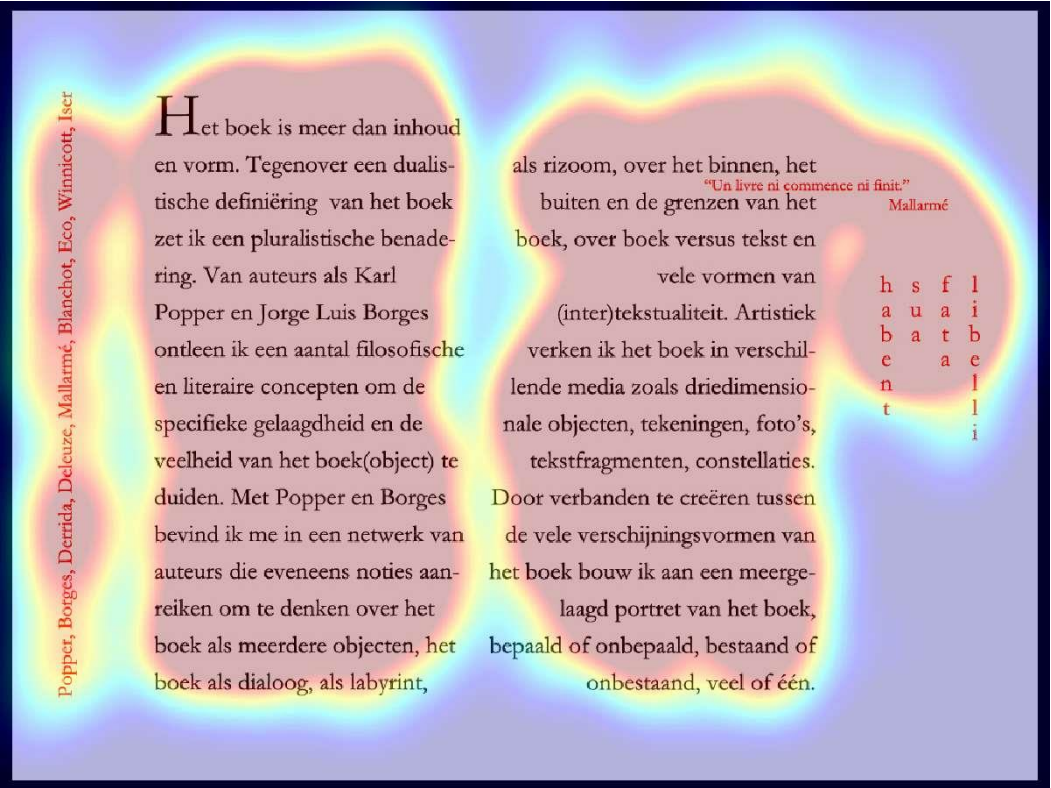 Popper, Borges, Derrida, Deleuze, Mallarmé, Blanchot, Eco, Winnicott, Iser
Het boek is meer dan inhoud
en vorm. Tegenover een dualis-
tische definiëring van het boek
zet ik een pluralistische benade-
ring. Van auteurs als Karl
Popper en Jorge Luis Borges
ontleen ik een aantal filosofische
en literaire concepten om de
specifieke gelaagdheid en de
veelheid van het boek(object) te
duiden. Met Popper en Borges
bevind ik me in een netwerk van
auteurs die eveneens noties aan-
reiken om te denken over het
boek als meerdere objecten, het
boek als dialoog, als labyrint,
als rizoom, over het binnen, het
buiten en de grenzen van het
boek, over boek versus tekst en
vele vormen van
(inter)tekstualiteit. Artistiek
verken ik het boek in verschil-
lende media zoals driedimensio-
nale objecten, tekeningen, foto's,
tekstfragmenten, constellaties.
Door verbanden te creëren tussen
de vele verschijningsvormen van
het boek bouw ik aan een meerge-
laagd portret van het boek,
bepaald of onbepaald, bestaand of
onbestaand, veel of één.
"Un livre ni commence ni finit."
Mallarmé
habent
sua
fata
libelli